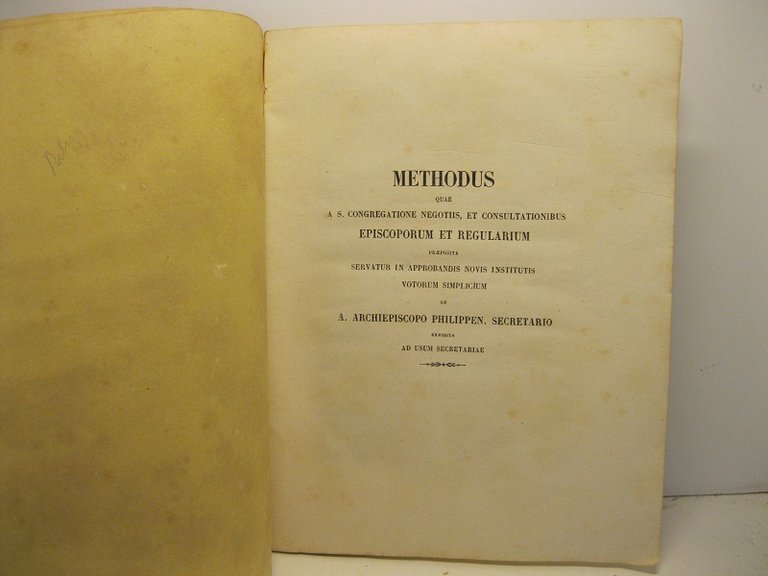 METHODUS
QUAE
A S. CONGREGATIONE NEGOTIIS, ET CONSULTATIONIBUS
EPISCOPORUM ET REGULARIUM
PRÆPOSITA
SERVATUR IN APPROBANDIS NOVIS INSTITUTIS
VOTORUM SIMPLICIUM
AB
A. ARCHIEPISCOPO PHILIPPEN. SECRETARIO
EXPOSITA
AD USUM SECRETARIAE